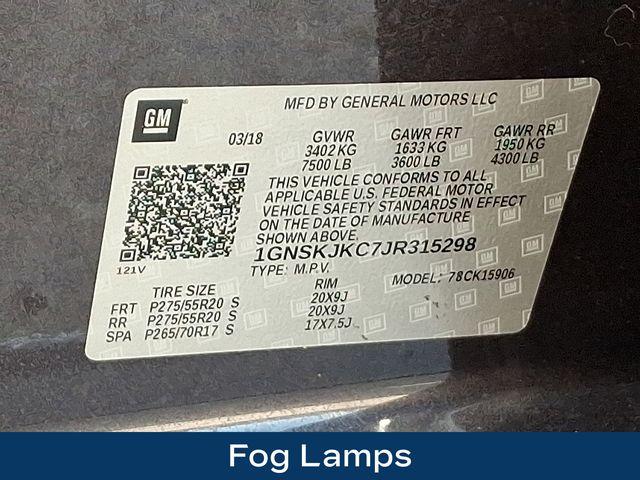 GM
MFD BY GENERAL MOTORS LLC
03/18 GVWR GAWR FRT GAWR RR
3402 KG 1633 KG 1950 KG
7500 LB 3600 LB 4300 LB
THIS VEHICLE CONFORMS TO ALL
APPLICABLE U.S. FEDERAL MOTOR
VEHICLE SAFETY STANDARDS IN EFFECT
ON THE DATE OF MANUFACTURE
SHOWN ABOVE.
1GNSKJKC7JR315298
121V TYPE: M.P.V. MODEL: 78CK15906
TIRE SIZE RIM
FRT P275/55R20 S 20X9J
RR P275/55R20 S 20X9J
SPA P265/70R17 S 17X7.5J
Fog Lamps